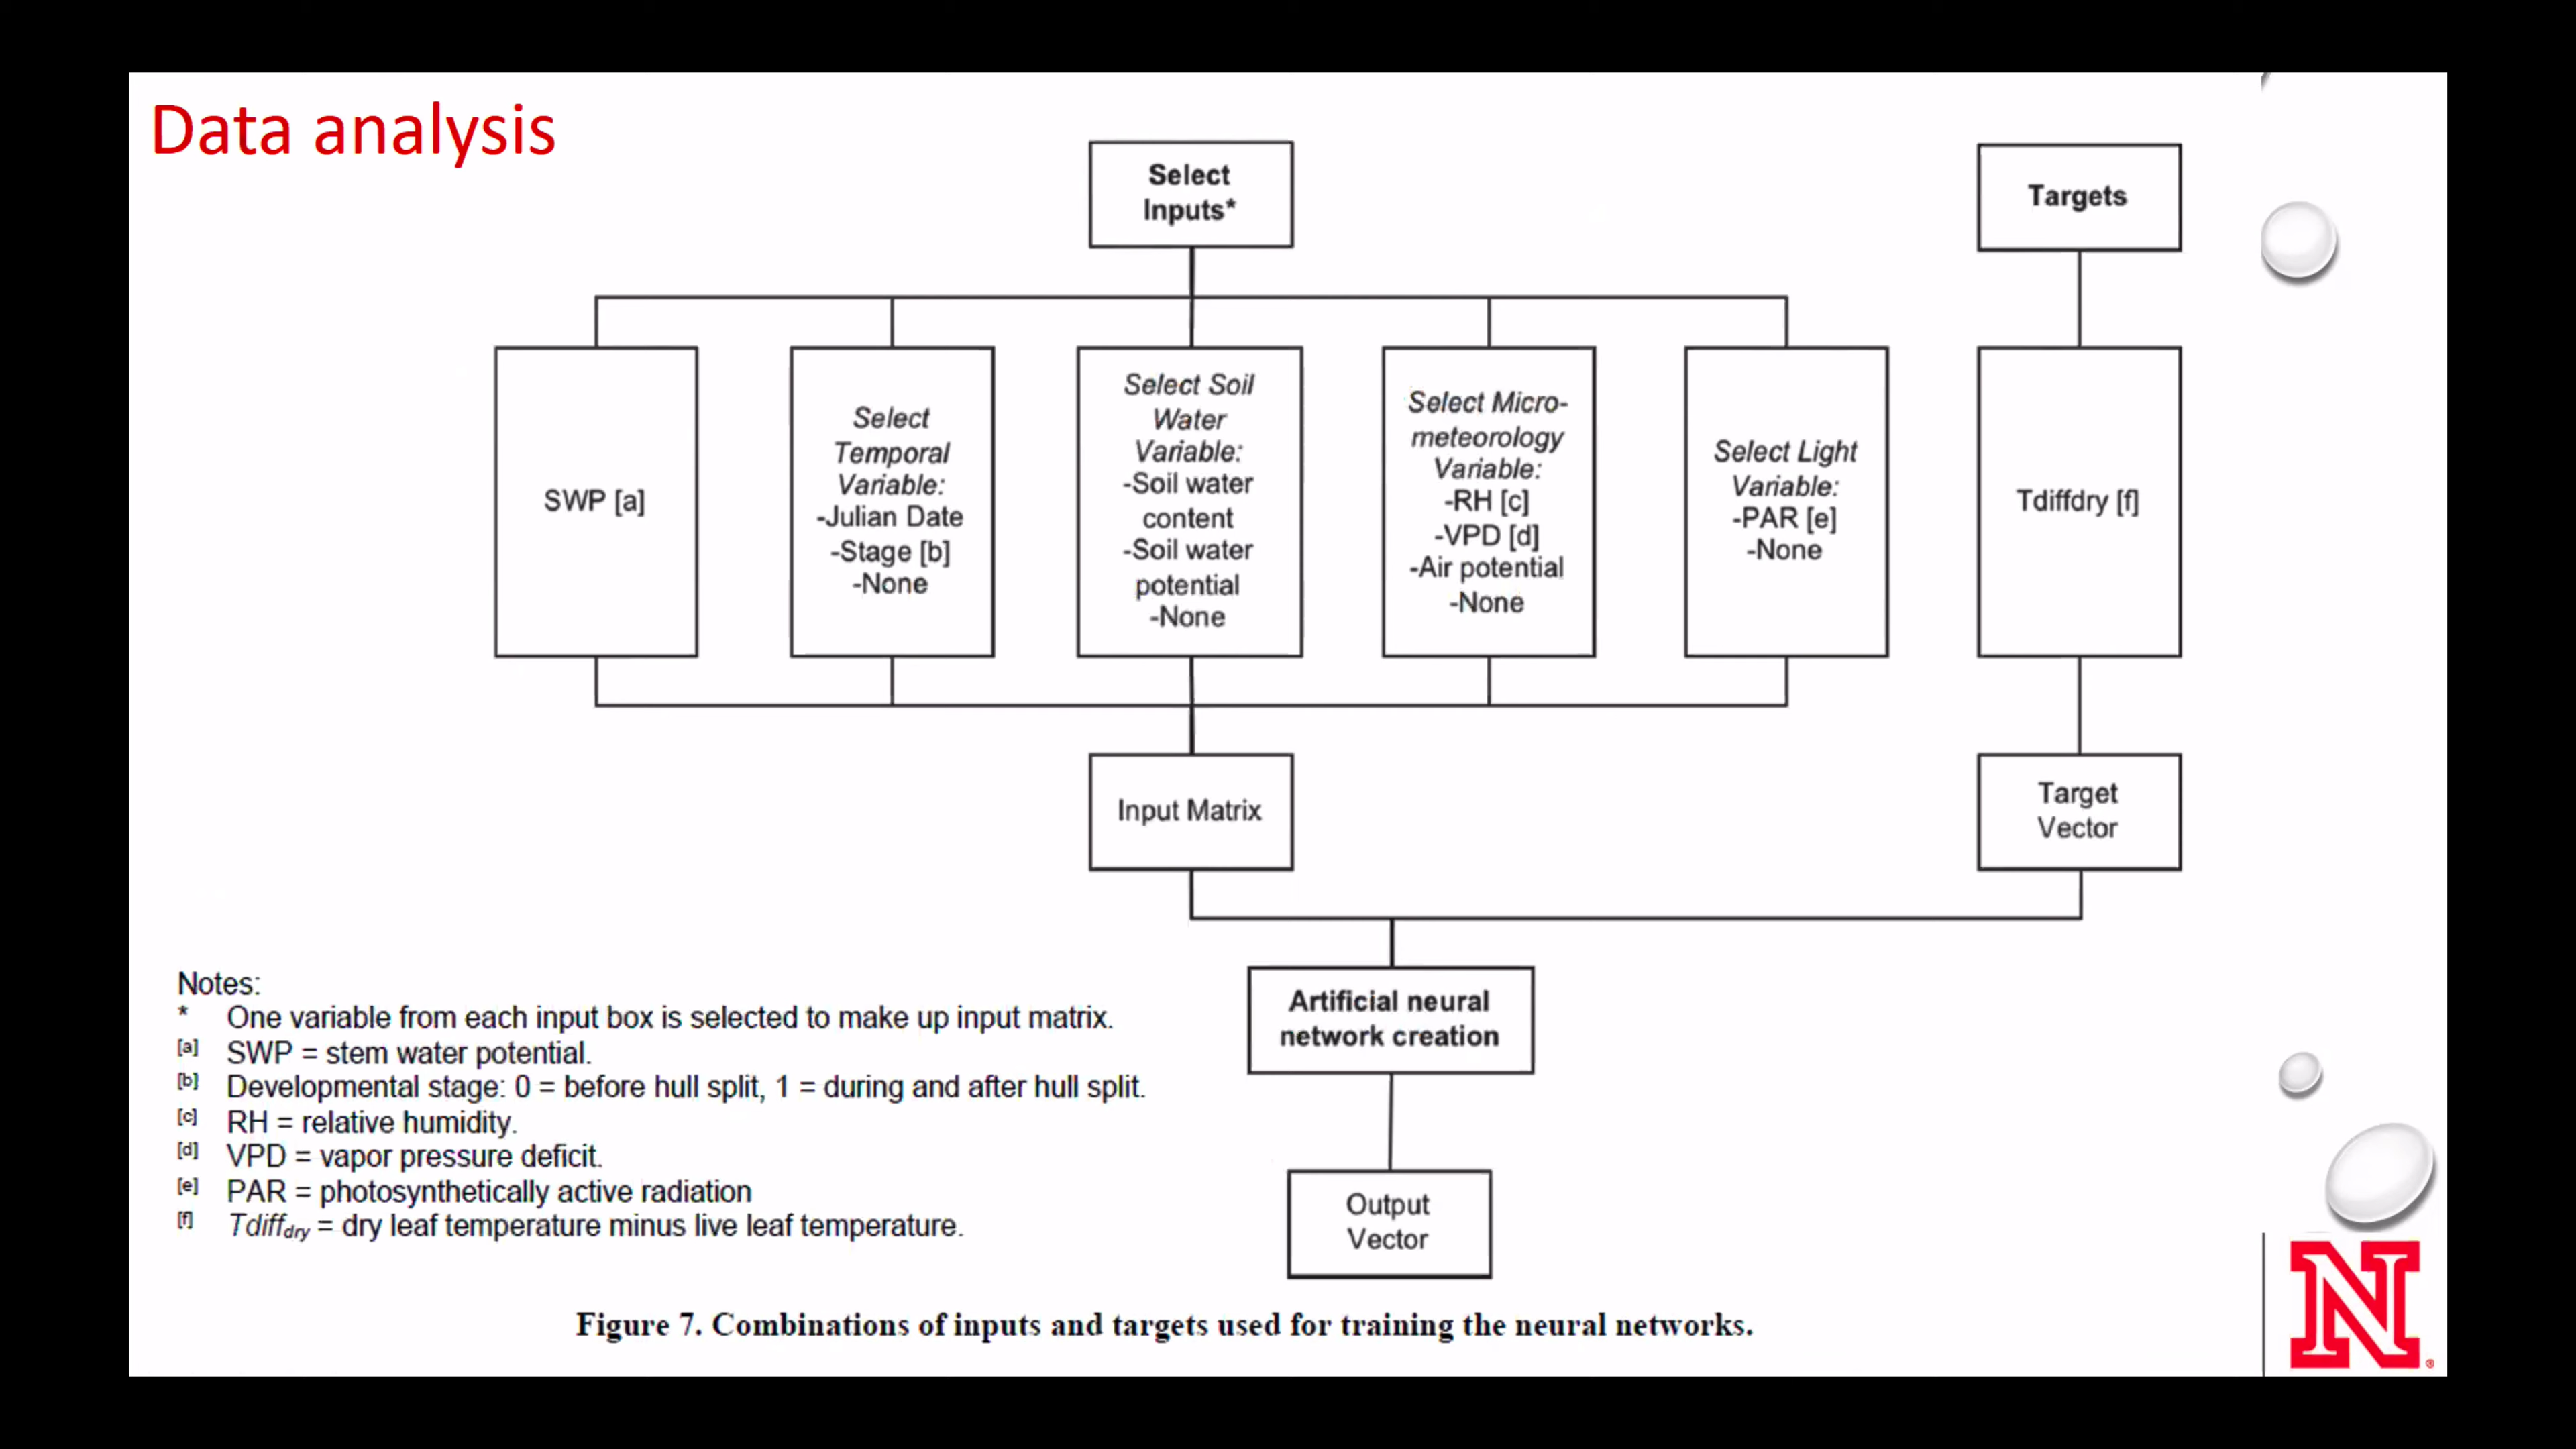 Data analysis
Select
Inputs*
Targets
SWP [a]
Select
Temporal
Variable:
-Julian Date
-Stage [b]
-None
Select Soil
Water
Variable:
-Soil water
content
-Soil water
potential
-None
Select Micro-
meteorology
Variable:
-RH [c]
-VPD [d]
-Air potential
-None
Select Light
Variable:
-PAR [e]
-None
Tdiffdry [f]
Input Matrix
Target
Vector
Artificial neural
network creation
Output
Vector
Notes:
* One variable from each input box is selected to make up input matrix.
[a] SWP = stem water potential.
[b] Developmental stage: 0 = before hull split, 1 = during and after hull split.
[c] RH = relative humidity.
[d] VPD = vapor pressure deficit.
[e] PAR = photosynthetically active radiation
[f] Tdiffdry = dry leaf temperature minus live leaf temperature.
Figure 7. Combinations of inputs and targets used for training the neural networks.
N®